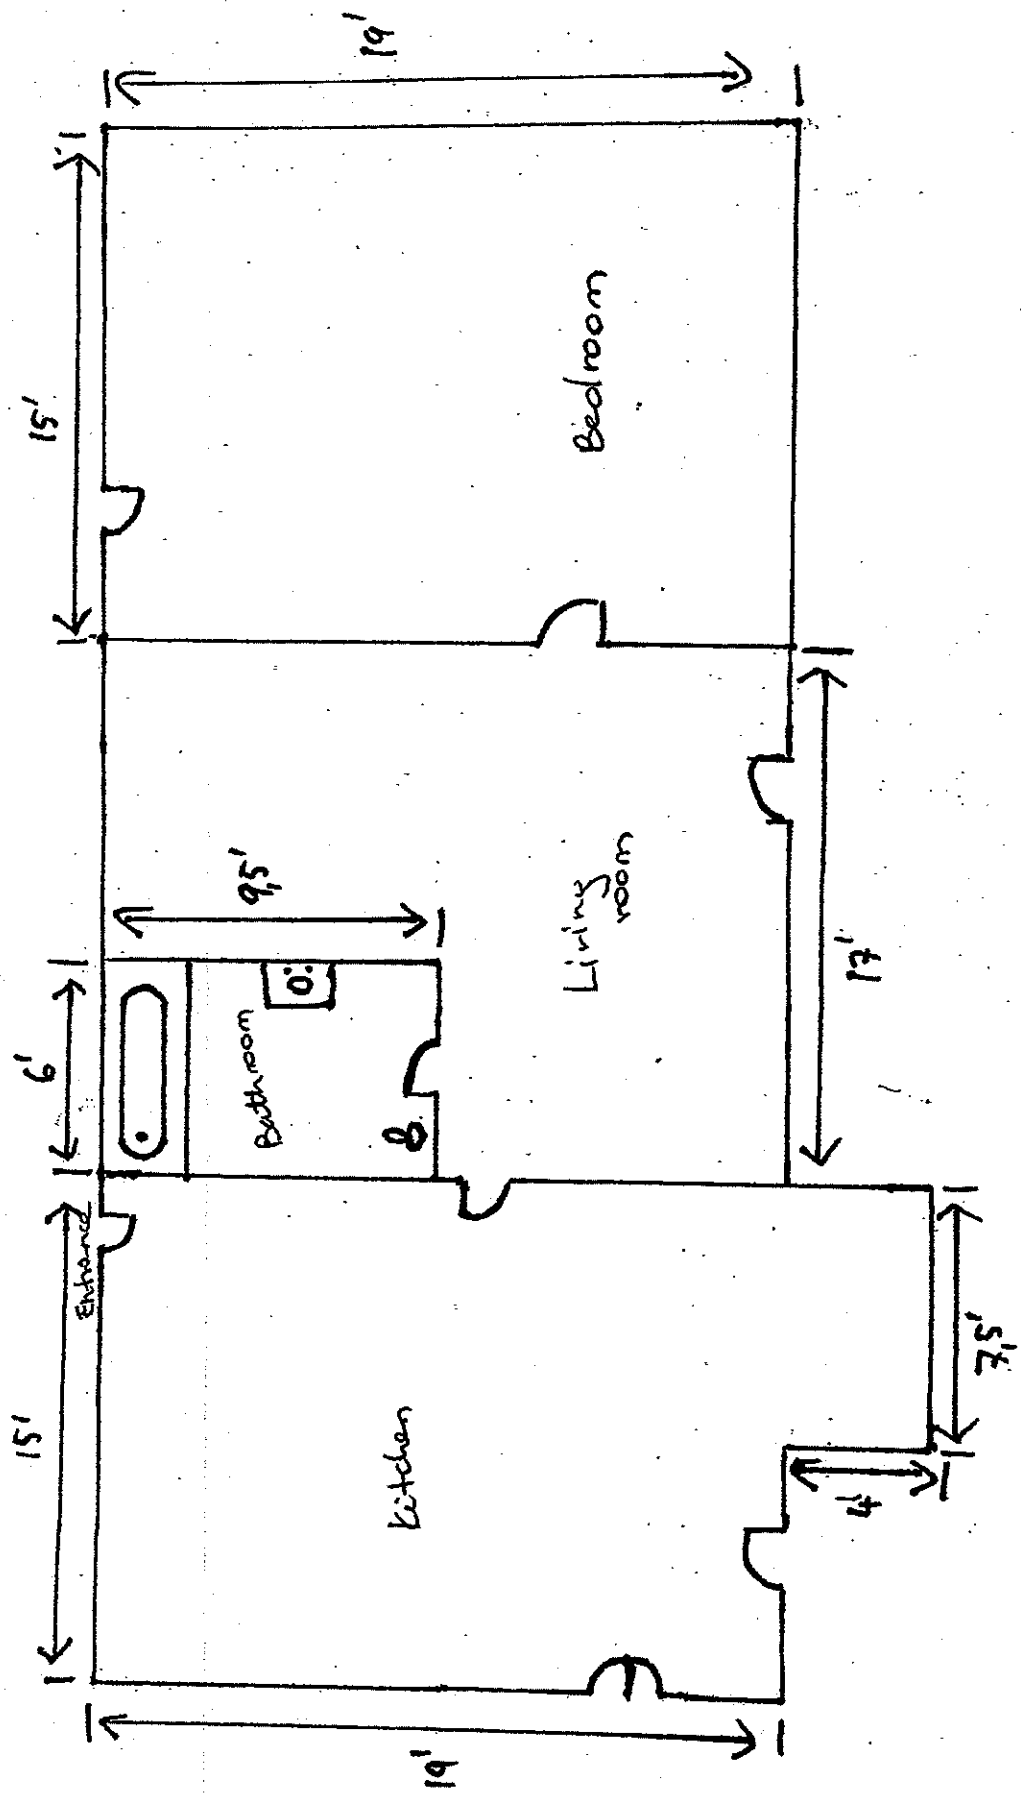 15'
Entrance
6'
15'
19'
Kitchen
Bathroom
9,5'
Living
room
Bedroom
19'
4'
7,5'
17'